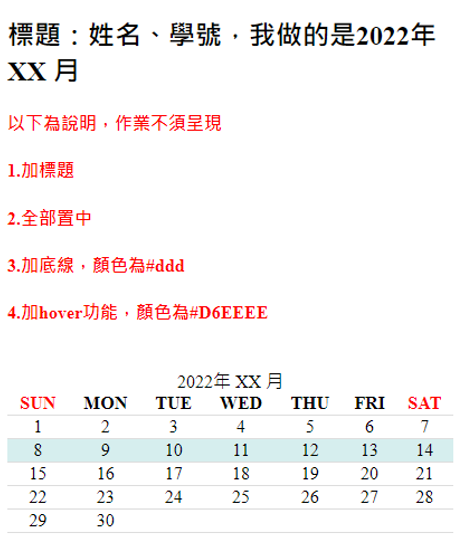 標題：姓名、學號，我做的是2022年
XX 月
以下為說明，作業不須呈現
1.加標題
2.全部置中
3.加底線，顏色為#ddd
4.加hover功能，顏色為#D6EEEE
2022年 XX 月
SUN MON TUE WED THU FRI SAT
1 2 3 4 5 6 7
8 9 10 11 12 13 14
15 16 17 18 19 20 21
22 23 24 25 26 27 28
29 30